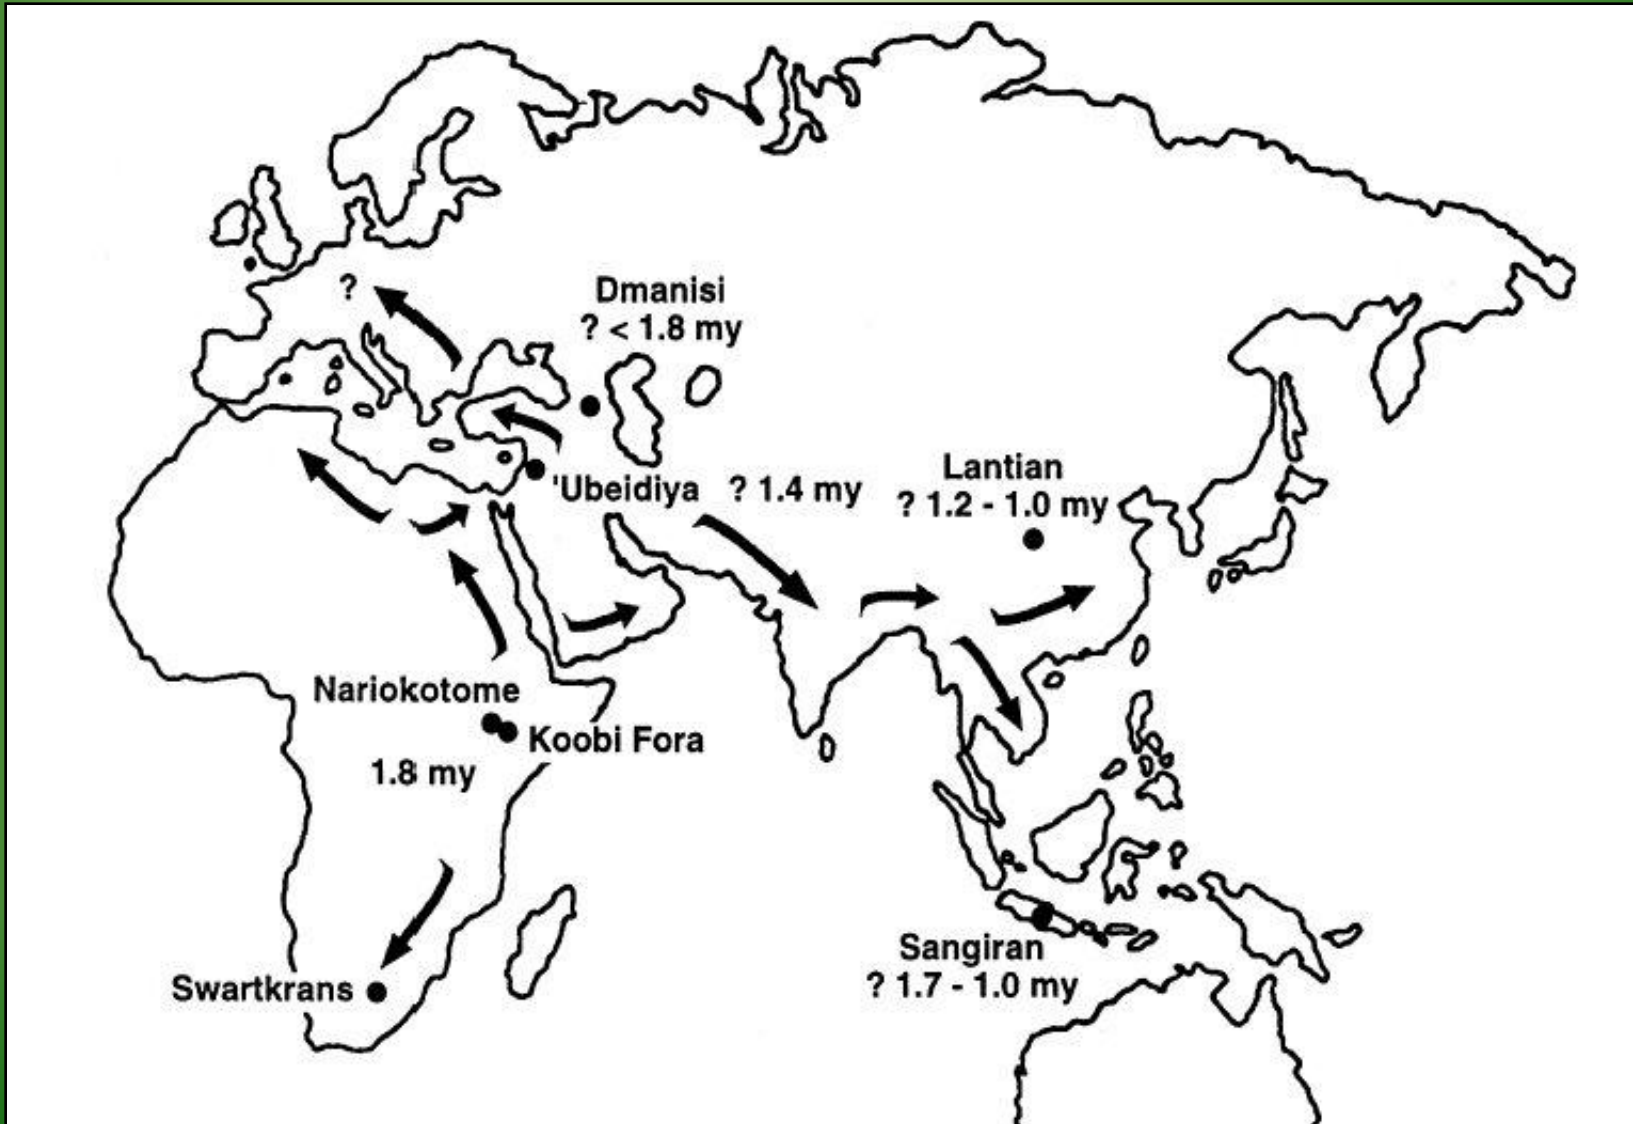 ?
Dmanisi
? < 1.8 my
'Ubeidiya ? 1.4 my
Lantian
? 1.2 - 1.0 my
Nariokotome
Koobi Fora
1.8 my
Sangiran
? 1.7 - 1.0 my
Swartkrans